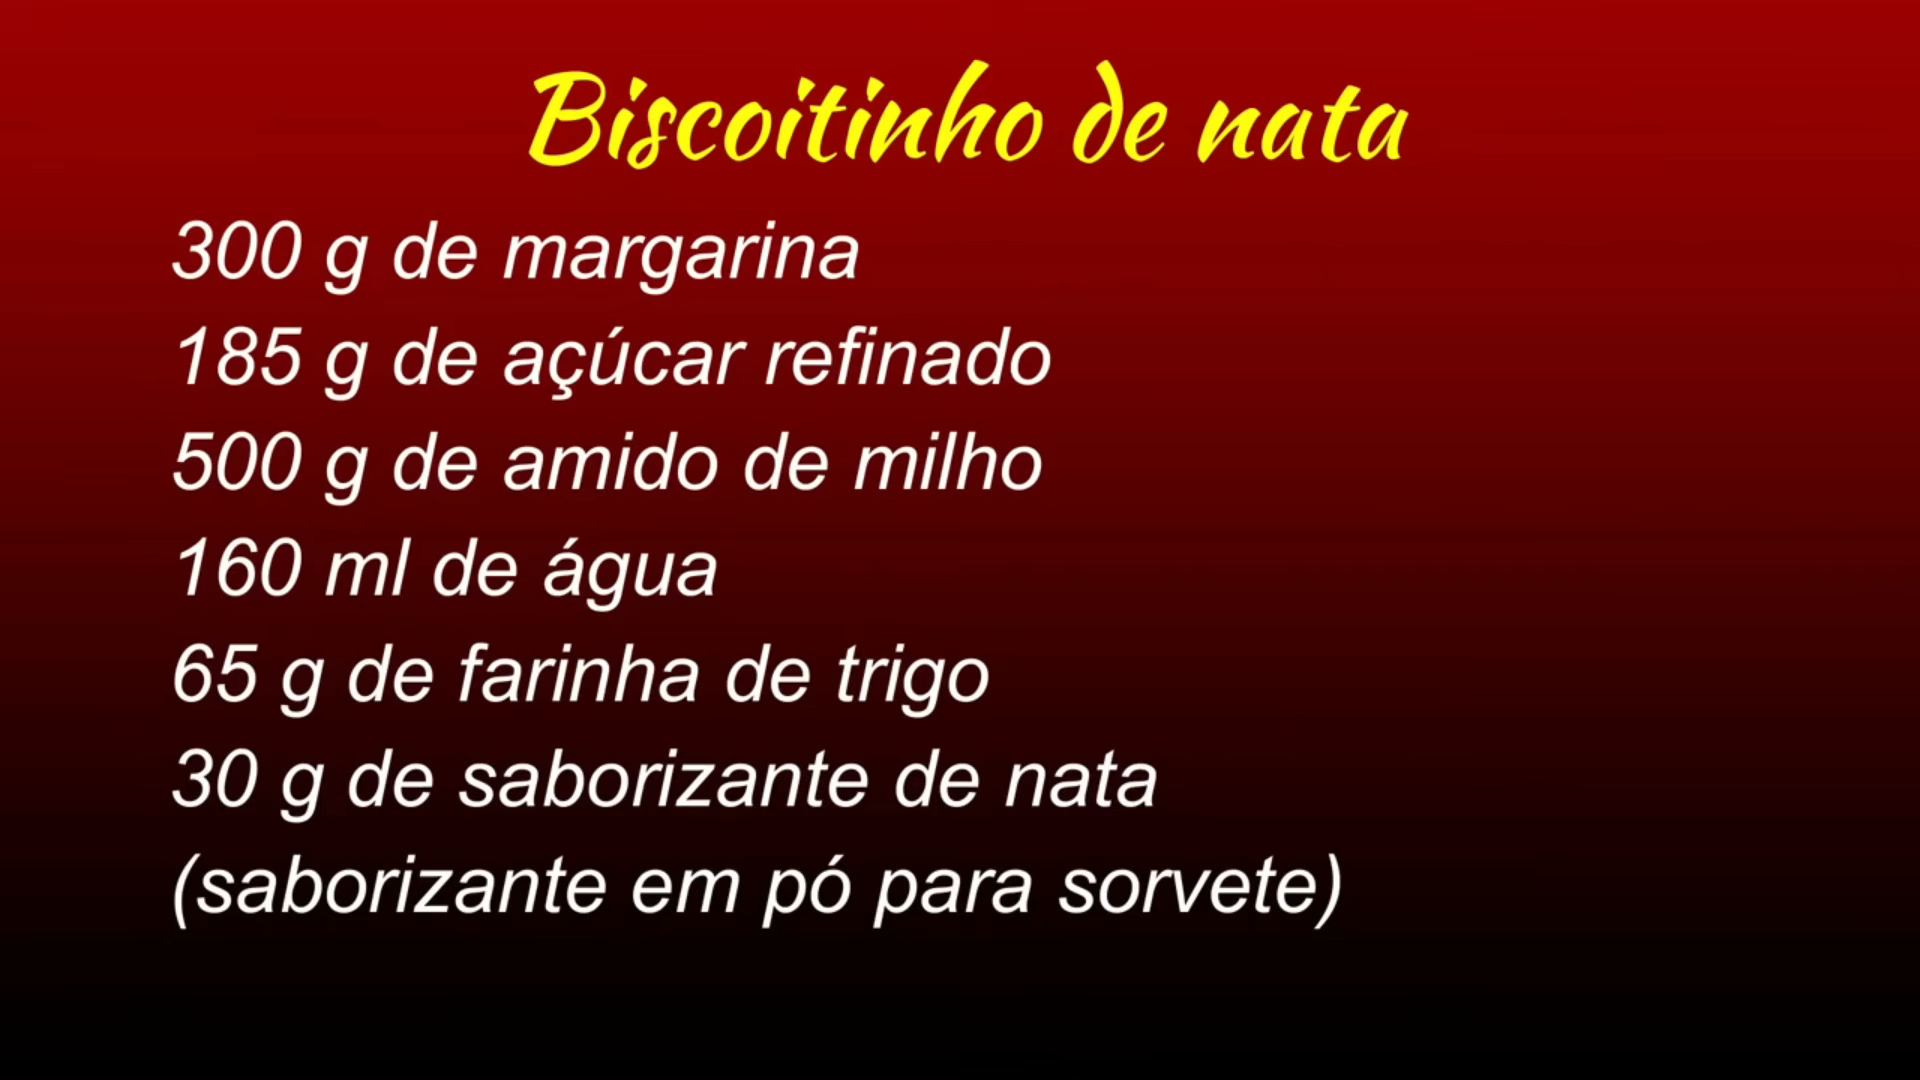 Biscoitinho de nata
300 g de margarina
185 g de açúcar refinado
500 g de amido de milho
160 ml de água
65 g de farinha de trigo
30 g de saborizante de nata
(saborizante em pó para sorvete)